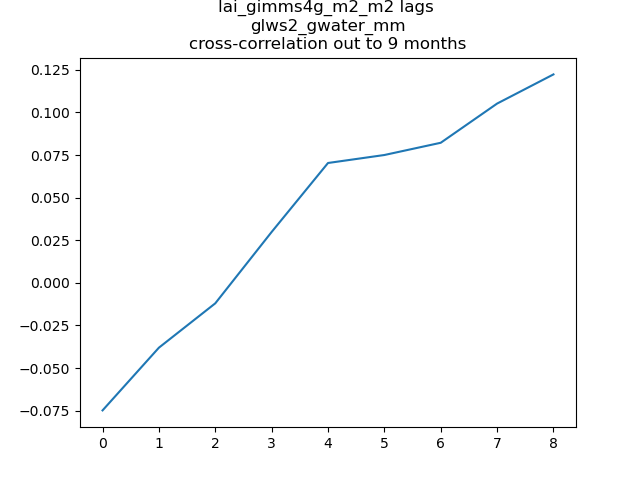 lai_gimms4g_m2_m2 lags
glws2_gwater_mm
cross-correlation out to 9 months
0.125
0.100
0.075
0.050
0.025
0.000
−0.025
−0.050
−0.075
0 1 2 3 4 5 6 7 8